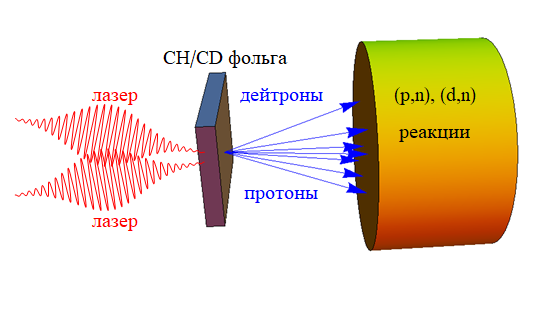 CH/CD фольга
лазер
дейтроны
(p,n), (d,n)
реакции
протоны
лазер